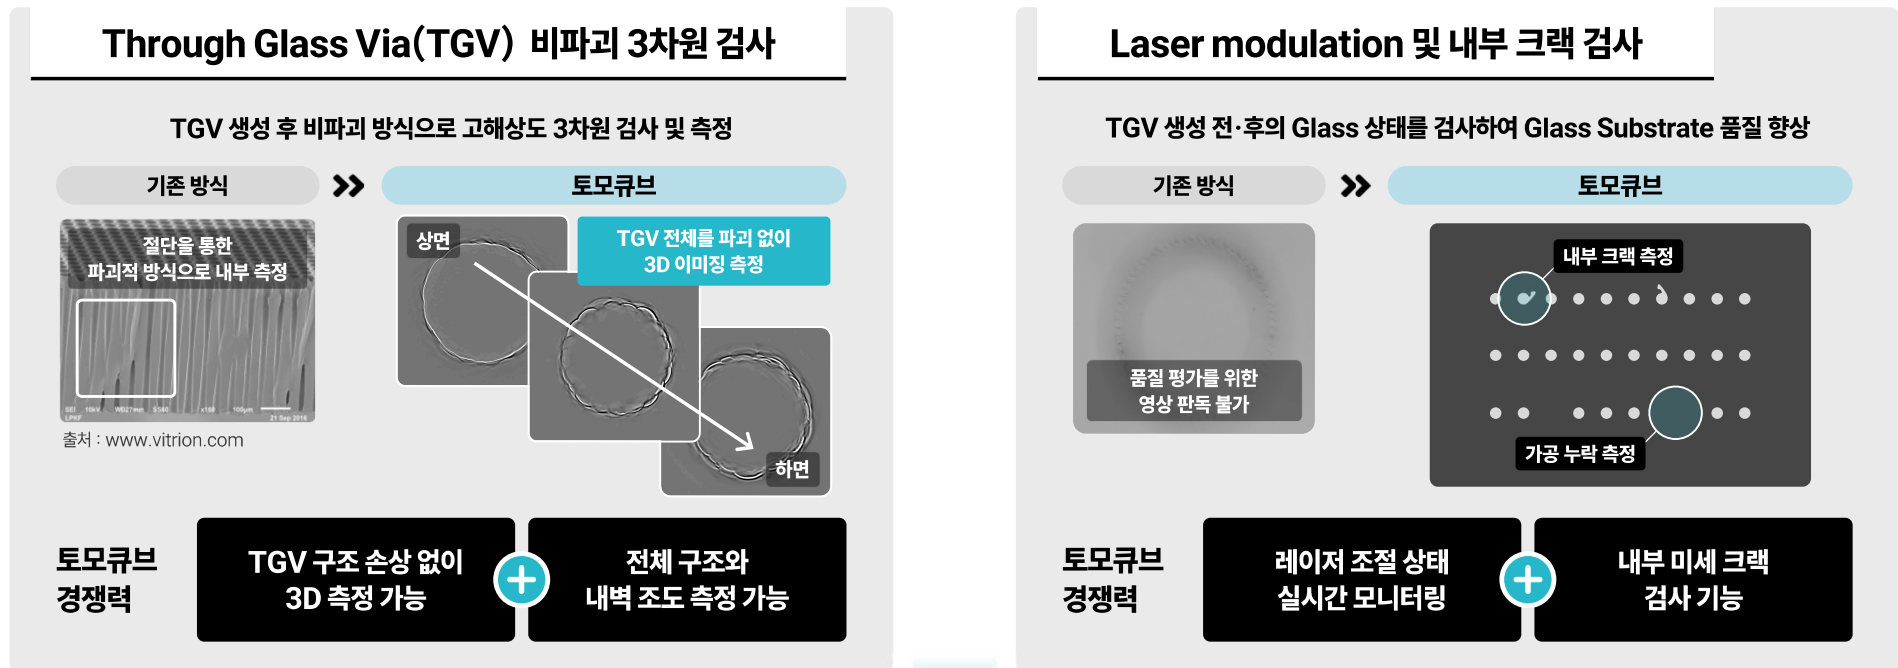 Through Glass Via(TGV) 비파괴 3차원 검사
TGV 생성 후 비파괴 방식으로 고해상도 3차원 검사 및 측정
기존 방식
토모큐브
절단을 통한
파괴적 방식으로 내부 측정
SEI 10kV WD27mm SS40 x180 100μm
LPKF 21 Sep 2016
출처 : www.vitrion.com
상면
TGV 전체를 파괴 없이
3D 이미징 측정
하면
토모큐브
경쟁력
TGV 구조 손상 없이
3D 측정 가능
전체 구조와
내벽 조도 측정 가능
Laser modulation 및 내부 크랙 검사
TGV 생성 전·후의 Glass 상태를 검사하여 Glass Substrate 품질 향상
기존 방식
토모큐브
품질 평가를 위한
영상 판독 불가
내부 크랙 측정
가공 누락 측정
토모큐브
경쟁력
레이저 조절 상태
실시간 모니터링
내부 미세 크랙
검사 기능